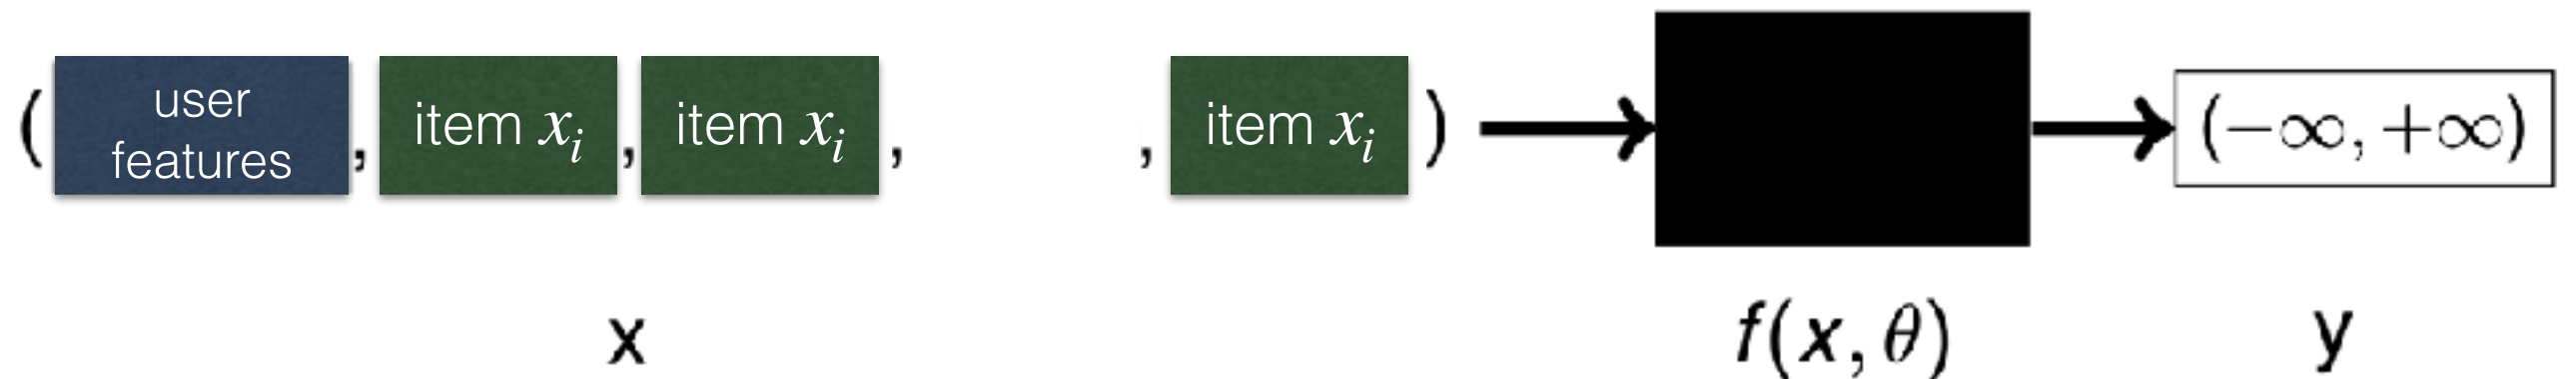 ( user features , item xᵢ , item xᵢ , , item xᵢ ) (−∞, +∞)
x f(x, θ) y